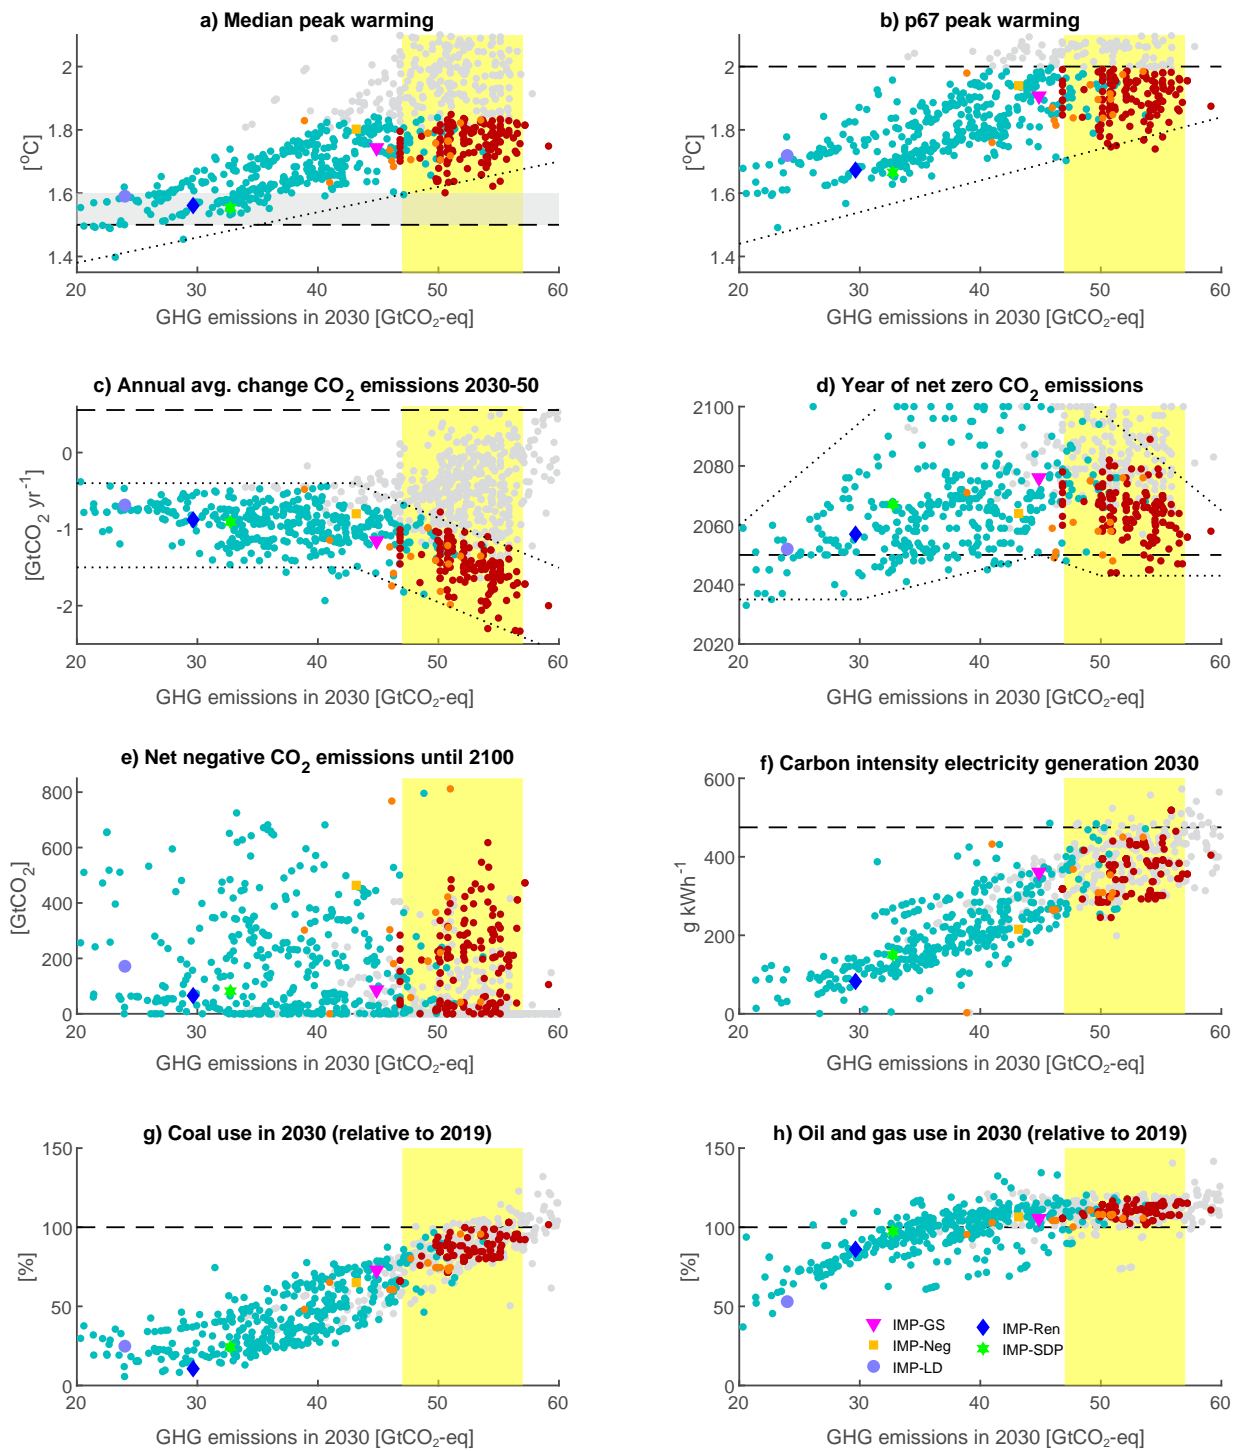 a) Median peak warming
b) p67 peak warming
2
1.8
1.6
1.4
[°C]
20 30 40 50 60
GHG emissions in 2030 [GtCO2-eq]
2
1.8
1.6
1.4
[°C]
20 30 40 50 60
GHG emissions in 2030 [GtCO2-eq]
c) Annual avg. change CO2 emissions 2030-50
d) Year of net zero CO2 emissions
0
-1
-2
[GtCO2 yr-1]
20 30 40 50 60
GHG emissions in 2030 [GtCO2-eq]
2100
2080
2060
2040
2020
20 30 40 50 60
GHG emissions in 2030 [GtCO2-eq]
e) Net negative CO2 emissions until 2100
f) Carbon intensity electricity generation 2030
800
600
400
200
0
[GtCO2]
20 30 40 50 60
GHG emissions in 2030 [GtCO2-eq]
600
400
200
0
g kWh-1
20 30 40 50 60
GHG emissions in 2030 [GtCO2-eq]
g) Coal use in 2030 (relative to 2019)
h) Oil and gas use in 2030 (relative to 2019)
150
100
50
0
[%]
20 30 40 50 60
GHG emissions in 2030 [GtCO2-eq]
150
100
50
0
[%]
IMP-GS
IMP-Neg
IMP-LD
IMP-Ren
IMP-SDP
20 30 40 50 60
GHG emissions in 2030 [GtCO2-eq]